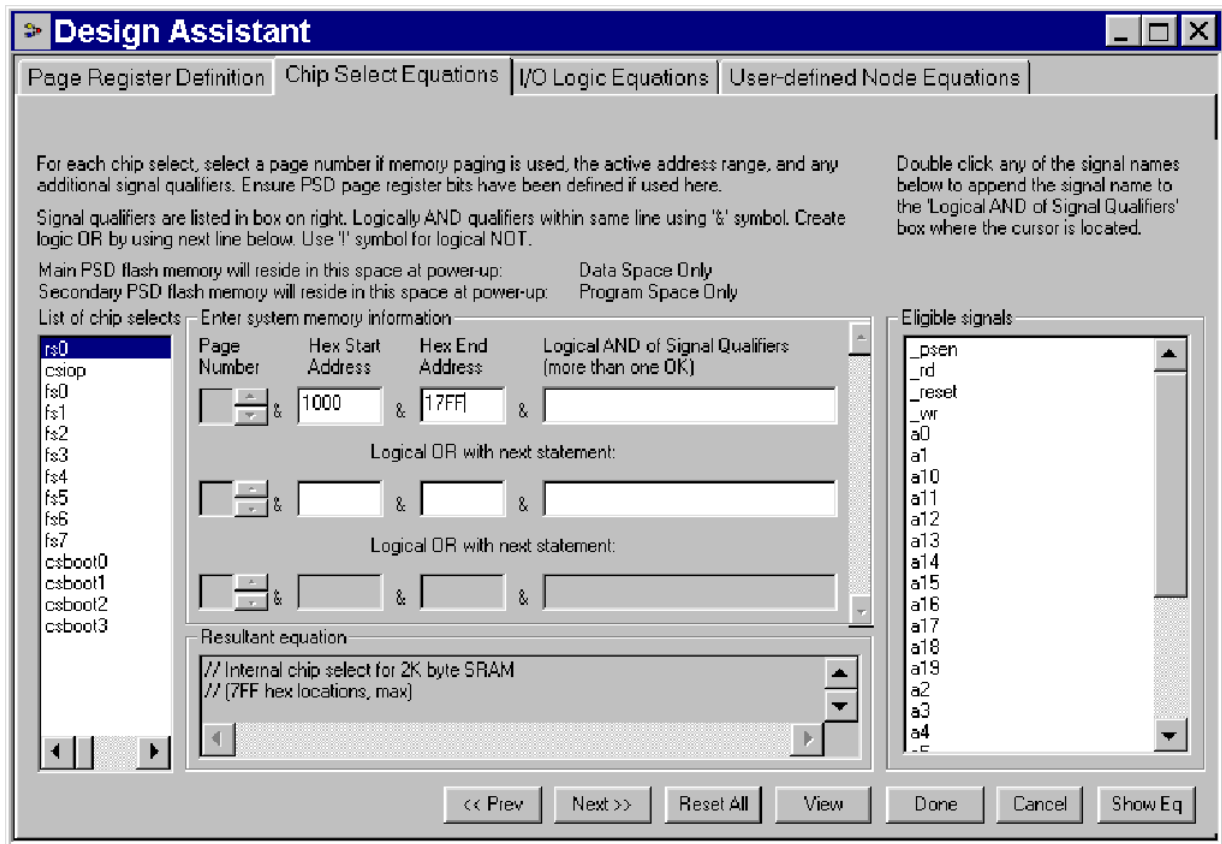 Design Assistant
Page Register Definition Chip Select Equations I/O Logic Equations User-defined Node Equations
For each chip select, select a page number if memory paging is used, the active address range, and any
additional signal qualifiers. Ensure PSD page register bits have been defined if used here.
Signal qualifiers are listed in box on right. Logically AND qualifiers within same line using '&' symbol. Create
logic OR by using next line below. Use '!' symbol for logical NOT.
Main PSD flash memory will reside in this space at power-up: Data Space Only
Secondary PSD flash memory will reside in this space at power-up: Program Space Only
Double click any of the signal names
below to append the signal name to
the 'Logical AND of Signal Qualifiers'
box where the cursor is located.
List of chip selects
rs0
csiop
fs0
fs1
fs2
fs3
fs4
fs5
fs6
fs7
csboot0
csboot1
csboot2
csboot3
Enter system memory information
Page Hex Start Hex End Logical AND of Signal Qualifiers
Number Address Address (more than one OK)
& 1000 & 17FF &
Logical OR with next statement:
& & &
Logical OR with next statement:
& & &
Resultant equation
// Internal chip select for 2K byte SRAM
// (7FF hex locations, max)
Eligible signals
_psen
_rd
_reset
_wr
a0
a1
a10
a11
a12
a13
a14
a15
a16
a17
a18
a19
a2
a3
a4
<< Prev Next >> Reset All View Done Cancel Show Eq